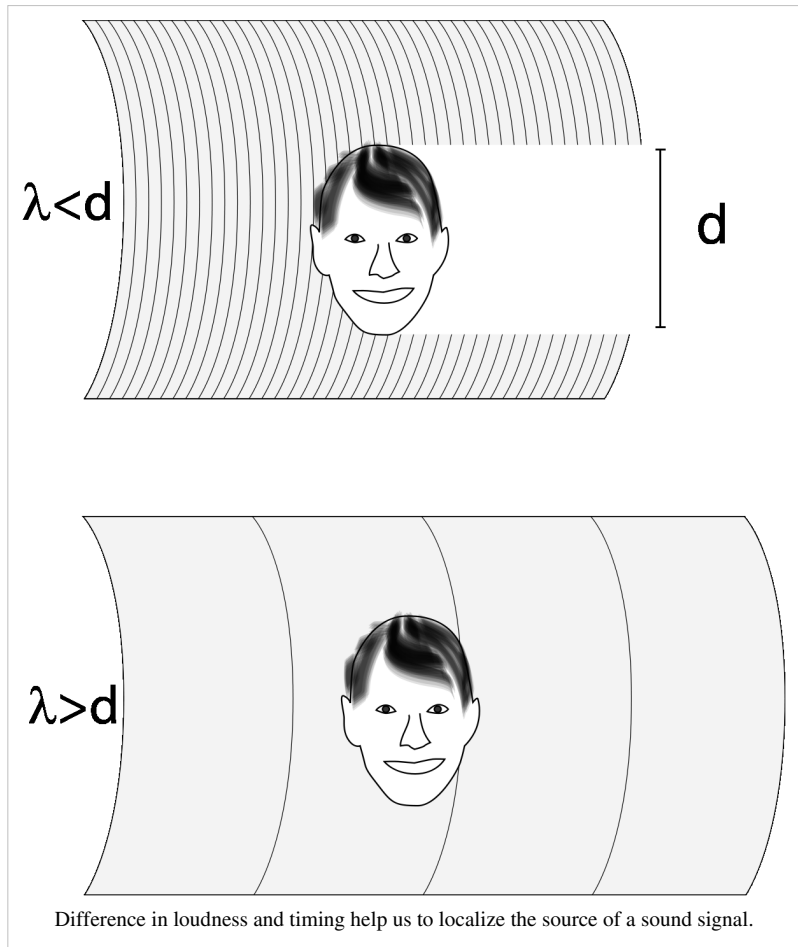 λ<d
d
λ>d
Difference in loudness and timing help us to localize the source of a sound signal.